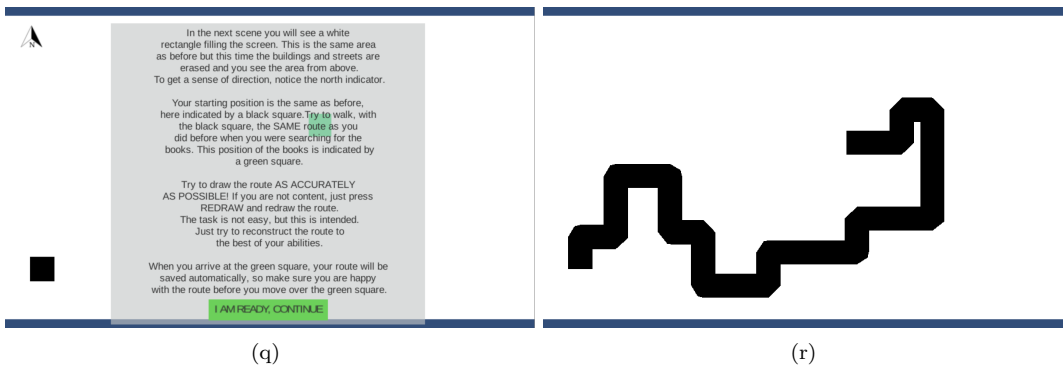 N
In the next scene you will see a white
rectangle filling the screen. This is the same area
as before but this time the buildings and streets are
erased and you see the area from above.
To get a sense of direction, notice the north indicator.
Your starting position is the same as before,
here indicated by a black square.Try to walk, with
the black square, the SAME route as you
did before when you were searching for the
books. This position of the books is indicated by
a green square.
Try to draw the route AS ACCURATELY
AS POSSIBLE! If you are not content, just press
REDRAW and redraw the route.
The task is not easy, but this is intended.
Just try to reconstruct the route to
the best of your abilities.
When you arrive at the green square, your route will be
saved automatically, so make sure you are happy
with the route before you move over the green square.
I AM READY, CONTINUE
(q)
(r)